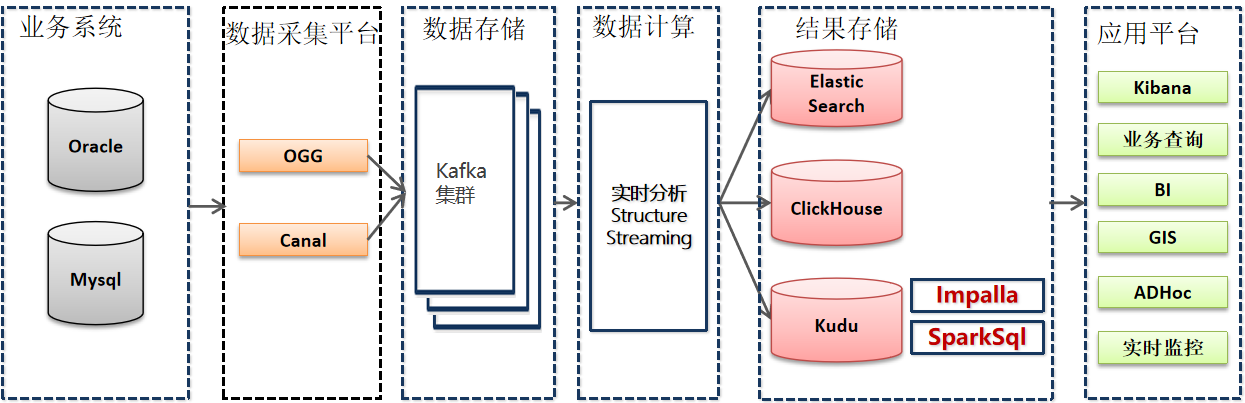 业务系统
Oracle
Mysql
数据采集平台
OGG
Canal
数据存储
Kafka
集群
数据计算
实时分析
Structure
Streaming
结果存储
Elastic
Search
ClickHouse
Kudu
Impalla
SparkSql
应用平台
Kibana
业务查询
BI
GIS
ADHoc
实时监控